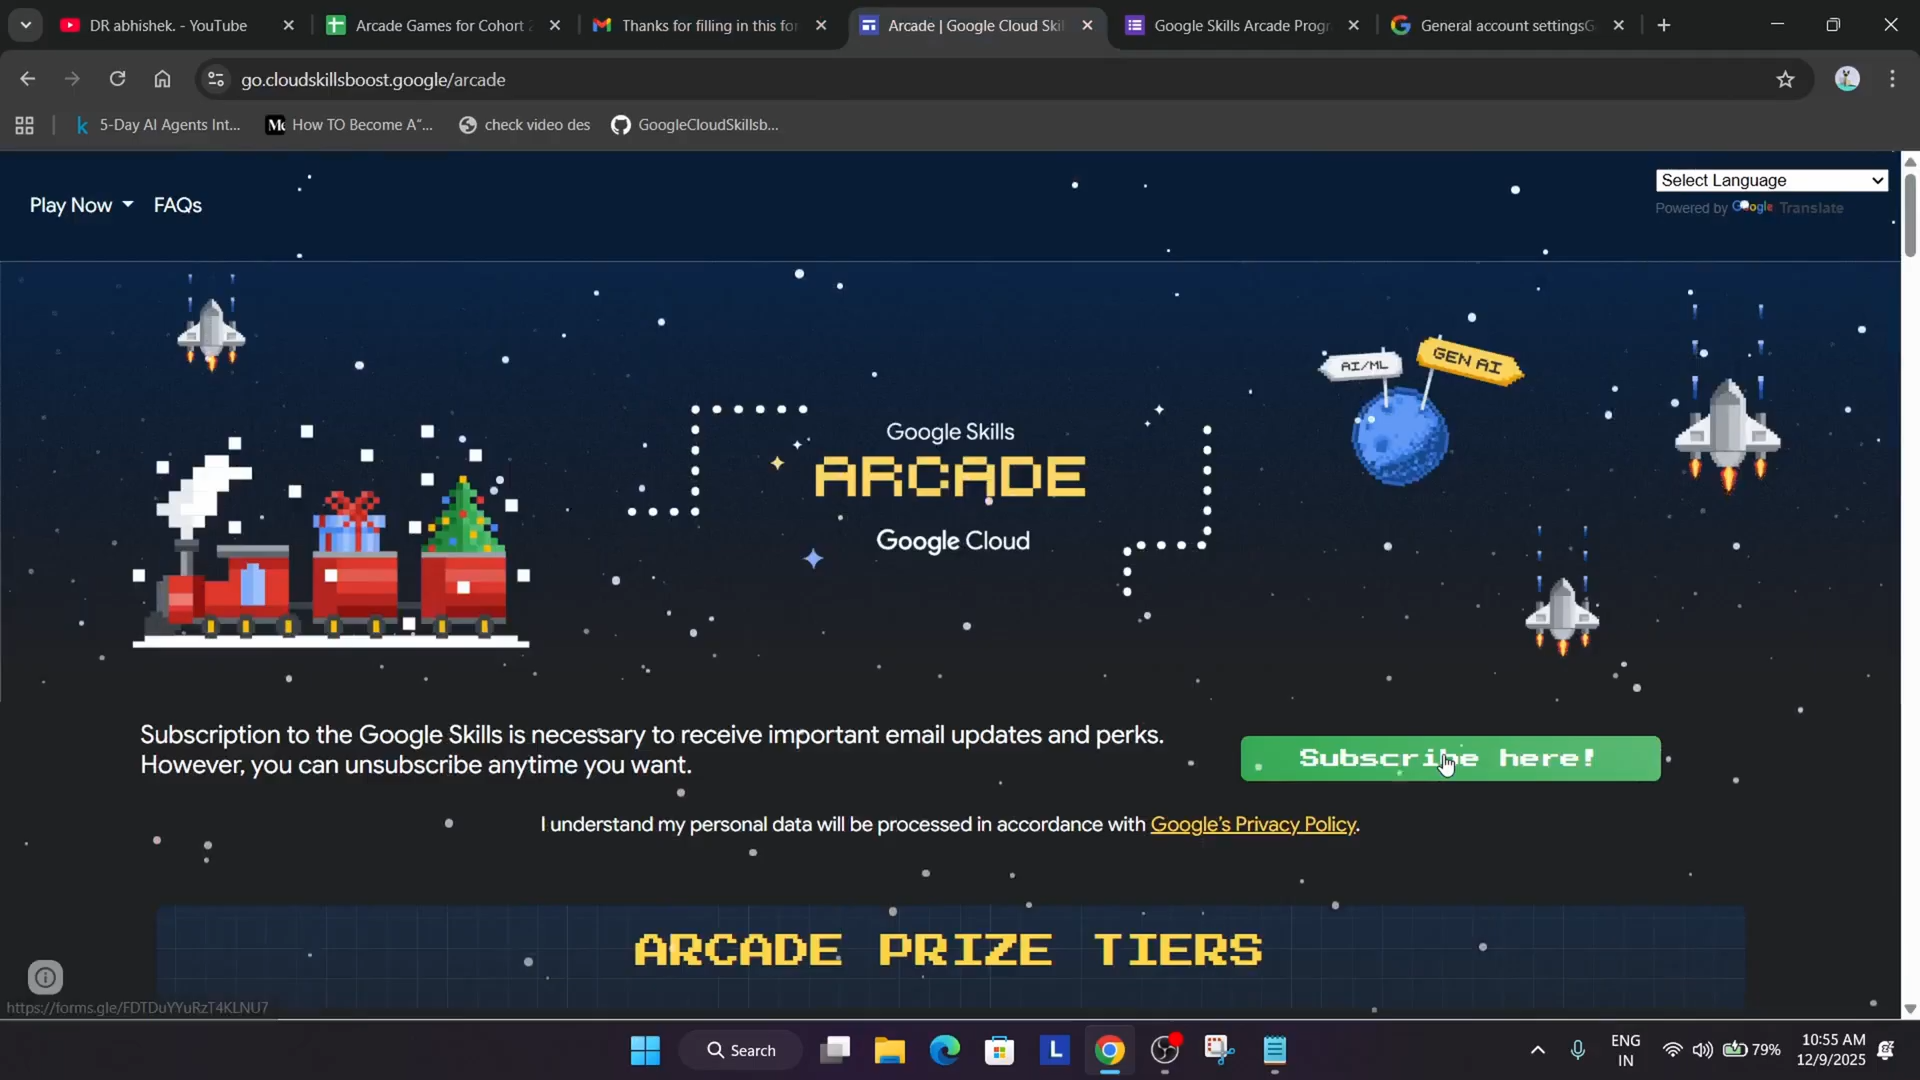 DR abhishek. - YouTube
Arcade Games for Cohort 2
Thanks for filling in this for
Arcade | Google Cloud Skil
Google Skills Arcade Progr
General account settingsG
go.cloudskillsboost.google/arcade
5-Day AI Agents Int...
How TO Become A“...
check video des
GoogleCloudSkillsb...
Play Now
FAQs
Select Language
Powered by Google Translate
AI/ML
GEN AI
Google Skills
ARCADE
Google Cloud
Subscription to the Google Skills is necessary to receive important email updates and perks.
However, you can unsubscribe anytime you want.
Subscribe here!
I understand my personal data will be processed in accordance with Google’s Privacy Policy.
ARCADE PRIZE TIERS
https://forms.gle/FDTDuYYuRzT4KLNU7
Search
L
ENG
IN
79%
10:55 AM
12/9/2025